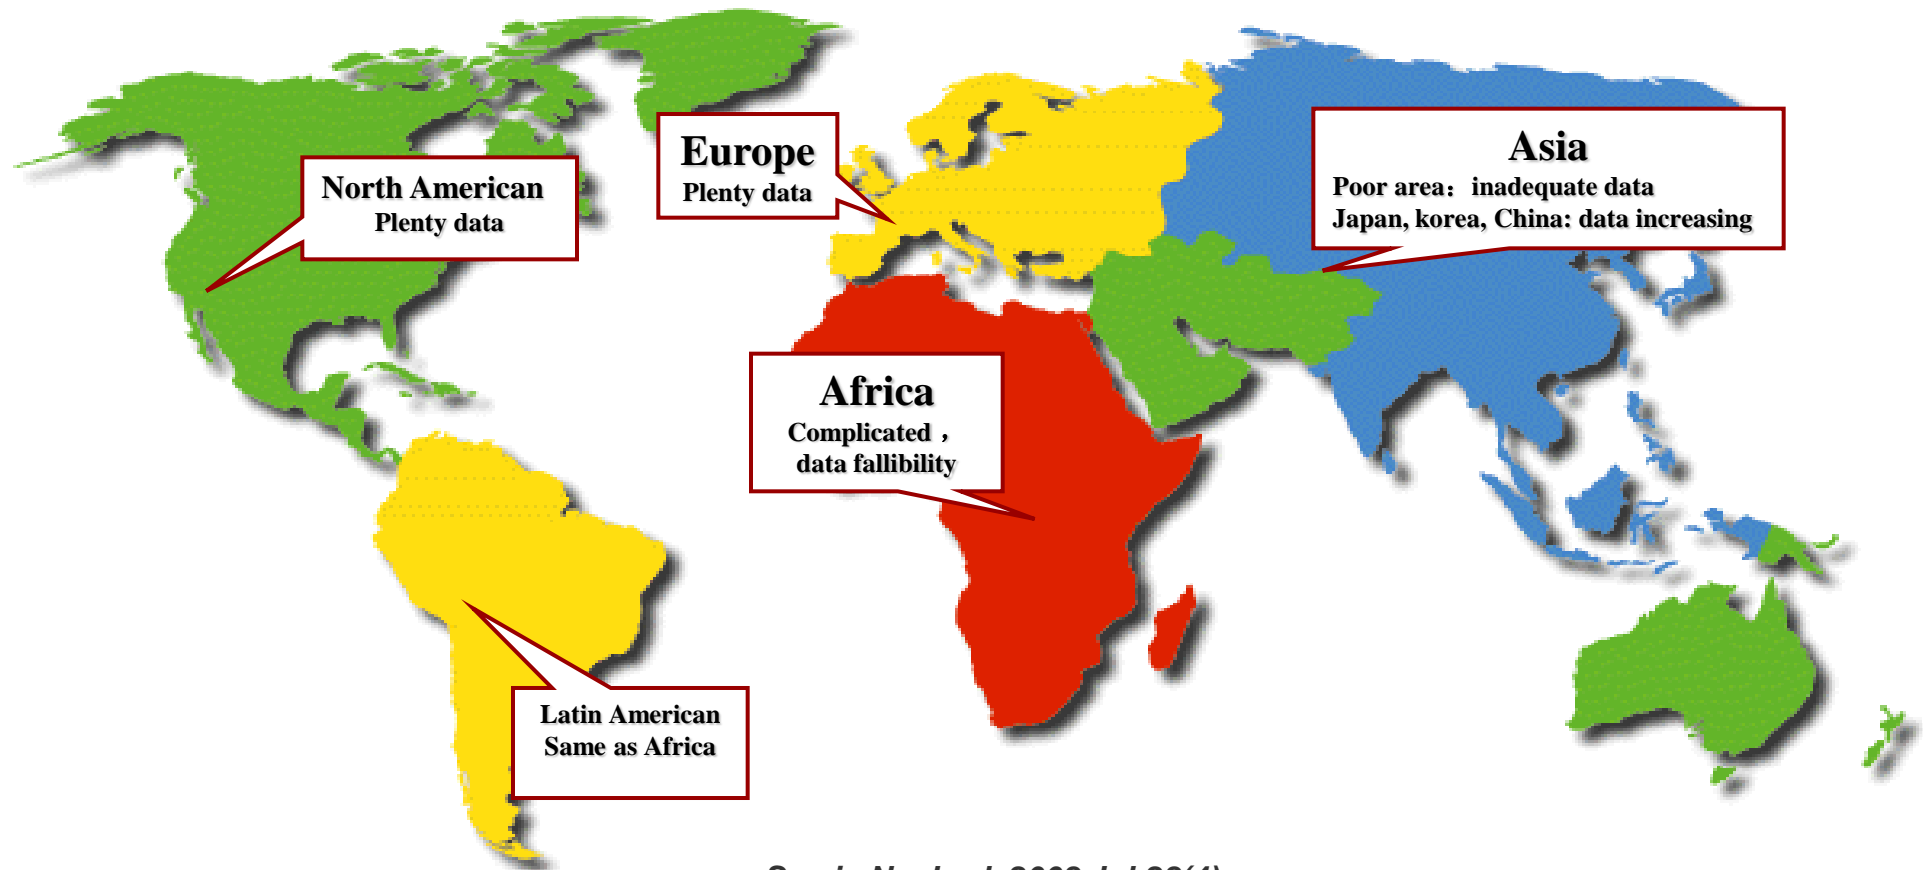 North American
Plenty data
Europe
Plenty data
Asia
Poor area： inadequate data
Japan, korea, China: data increasing
Africa
Complicated ，
data fallibility
Latin American
Same as Africa